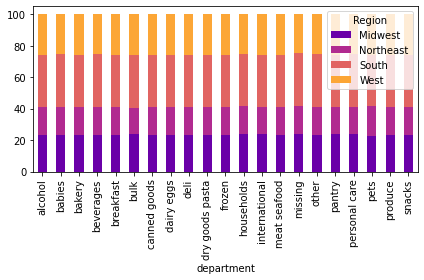 100
80
60
40
20
0
Region
Midwest
Northeast
South
West
alcohol
babies
bakery
beverages
breakfast
bulk
canned goods
dairy eggs
deli
dry goods pasta
frozen
households
international
meat seafood
missing
other
pantry
personal care
pets
produce
snacks
department